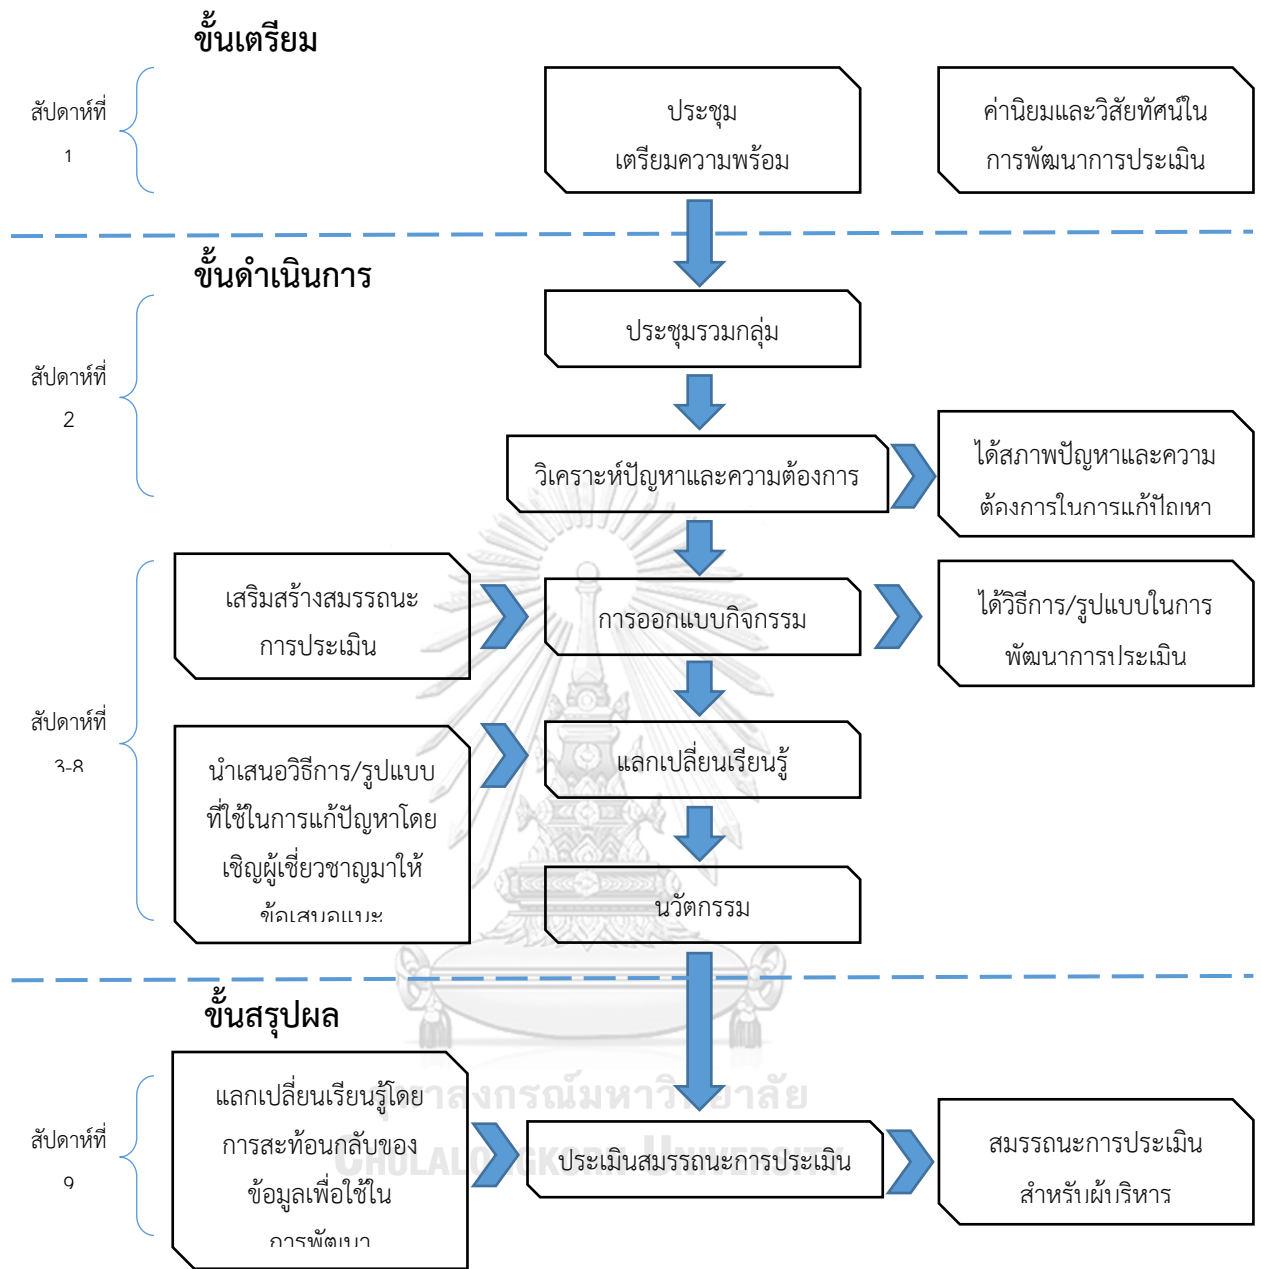 ขั้นเตรียม
สัปดาห์ที่
1
ประชุม
เตรียมความพร้อม
ค่านิยมและวิสัยทัศน์ใน
การพัฒนาการประเมิน
ขั้นดำเนินการ
สัปดาห์ที่
2
ประชุมรวมกลุ่ม
วิเคราะห์ปัญหาและความต้องการ
ได้สภาพปัญหาและความ
ต้องการในการแก้ปัญหา
สัปดาห์ที่
3-8
เสริมสร้างสมรรถนะ
การประเมิน
การออกแบบกิจกรรม
ได้วิธีการ/รูปแบบในการ
พัฒนาการประเมิน
นำเสนอวิธีการ/รูปแบบ
ที่ใช้ในการแก้ปัญหาโดย
เชิญผู้เชี่ยวชาญมาให้
ข้อเสนอแนะ
แลกเปลี่ยนเรียนรู้
นวัตกรรม
ขั้นสรุปผล
สัปดาห์ที่
9
แลกเปลี่ยนเรียนรู้โดย
การสะท้อนกลับของ
ข้อมูลเพื่อใช้ใน
การพัฒนา
ประเมินสมรรถนะการประเมิน
สมรรถนะการประเมิน
สำหรับผู้บริหาร
จุฬาลงกรณ์มหาวิทยาลัย
CHULALONGKORN UNIVERSITY